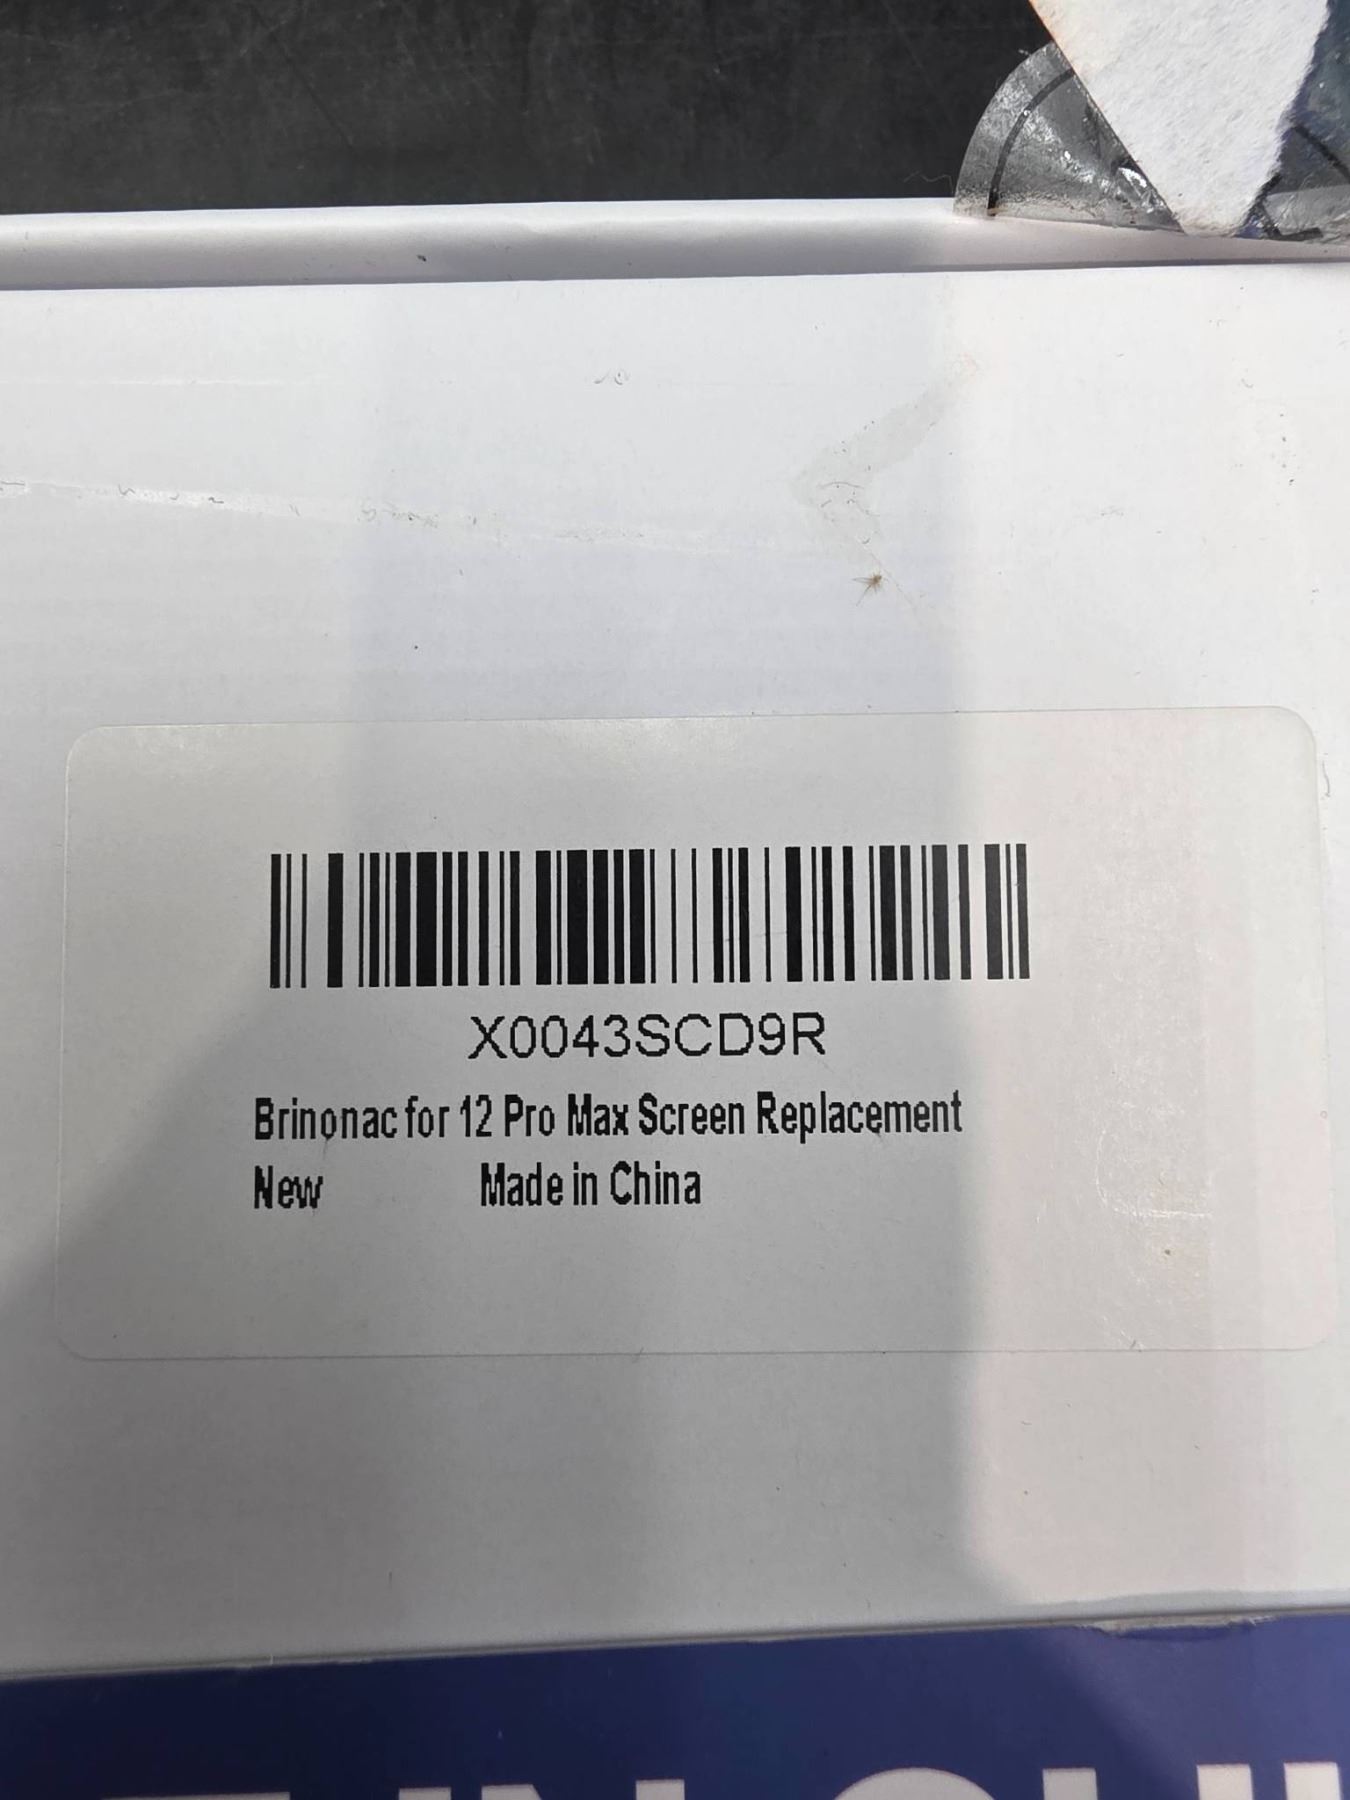 X0043SCD9R
Brinonac for 12 Pro Max Screen Replacement
New Made in China